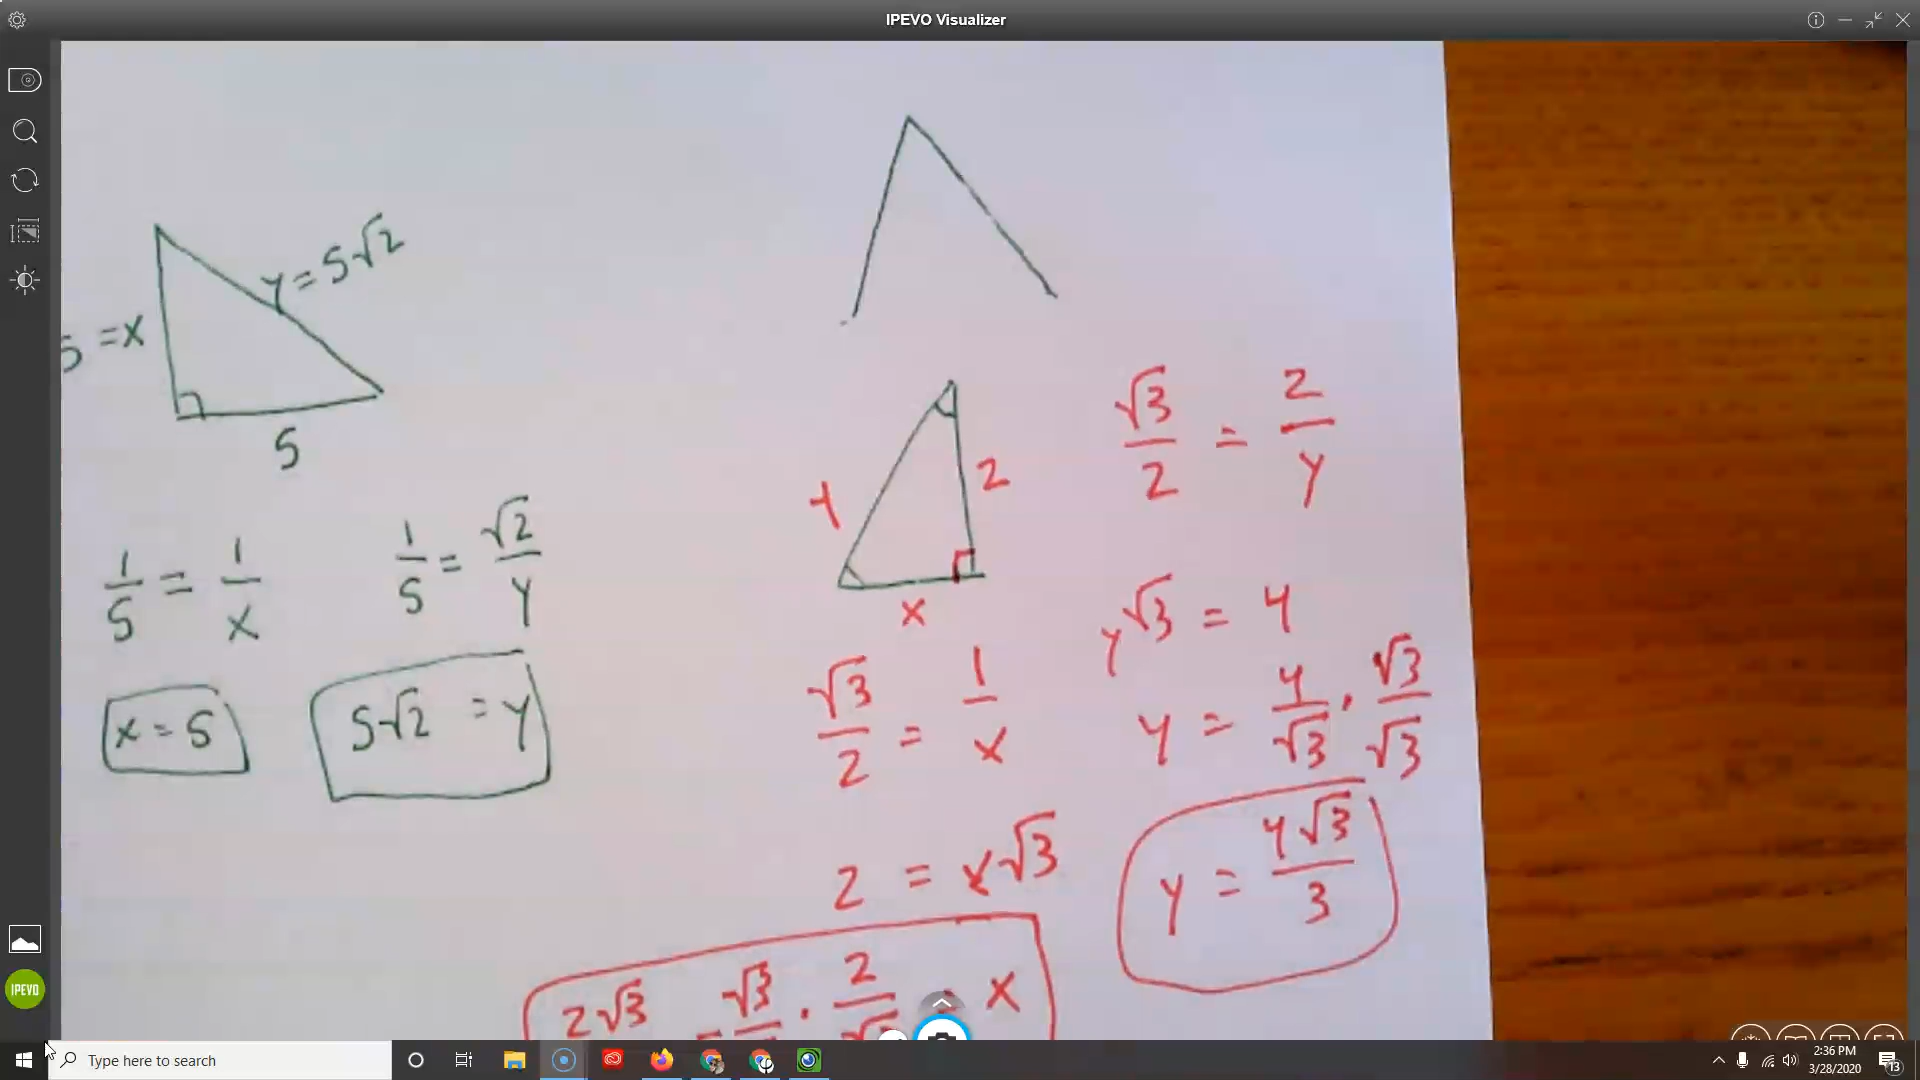 IPEVO Visualizer
y = 5√2
5 = x
5
1/5 = 1/x
1/5 = √2/y
x = 5
5√2 = y
y
2
x
√3/2 = 2/y
y√3 = 4
y = 4/√3 · √3/√3
y = 4√3/3
√3/2 = 1/x
2 = x√3
2√3 = √3 · 2 = x
IPEVO
Type here to search
2:36 PM
3/28/2020
13